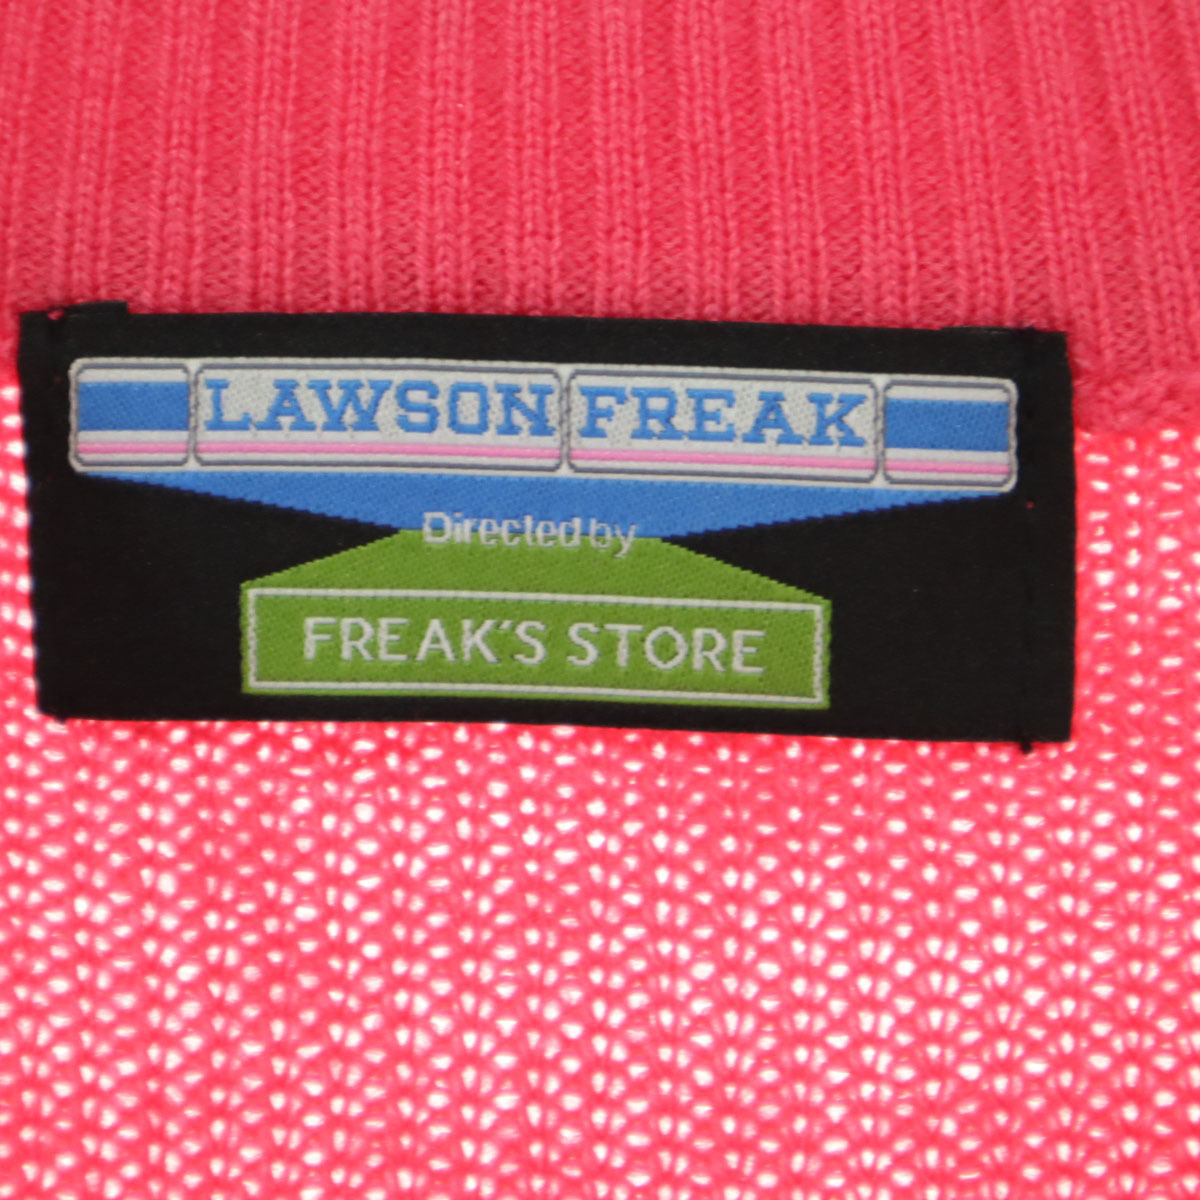 LAWSON FREAK
Directed by
FREAK'S STORE